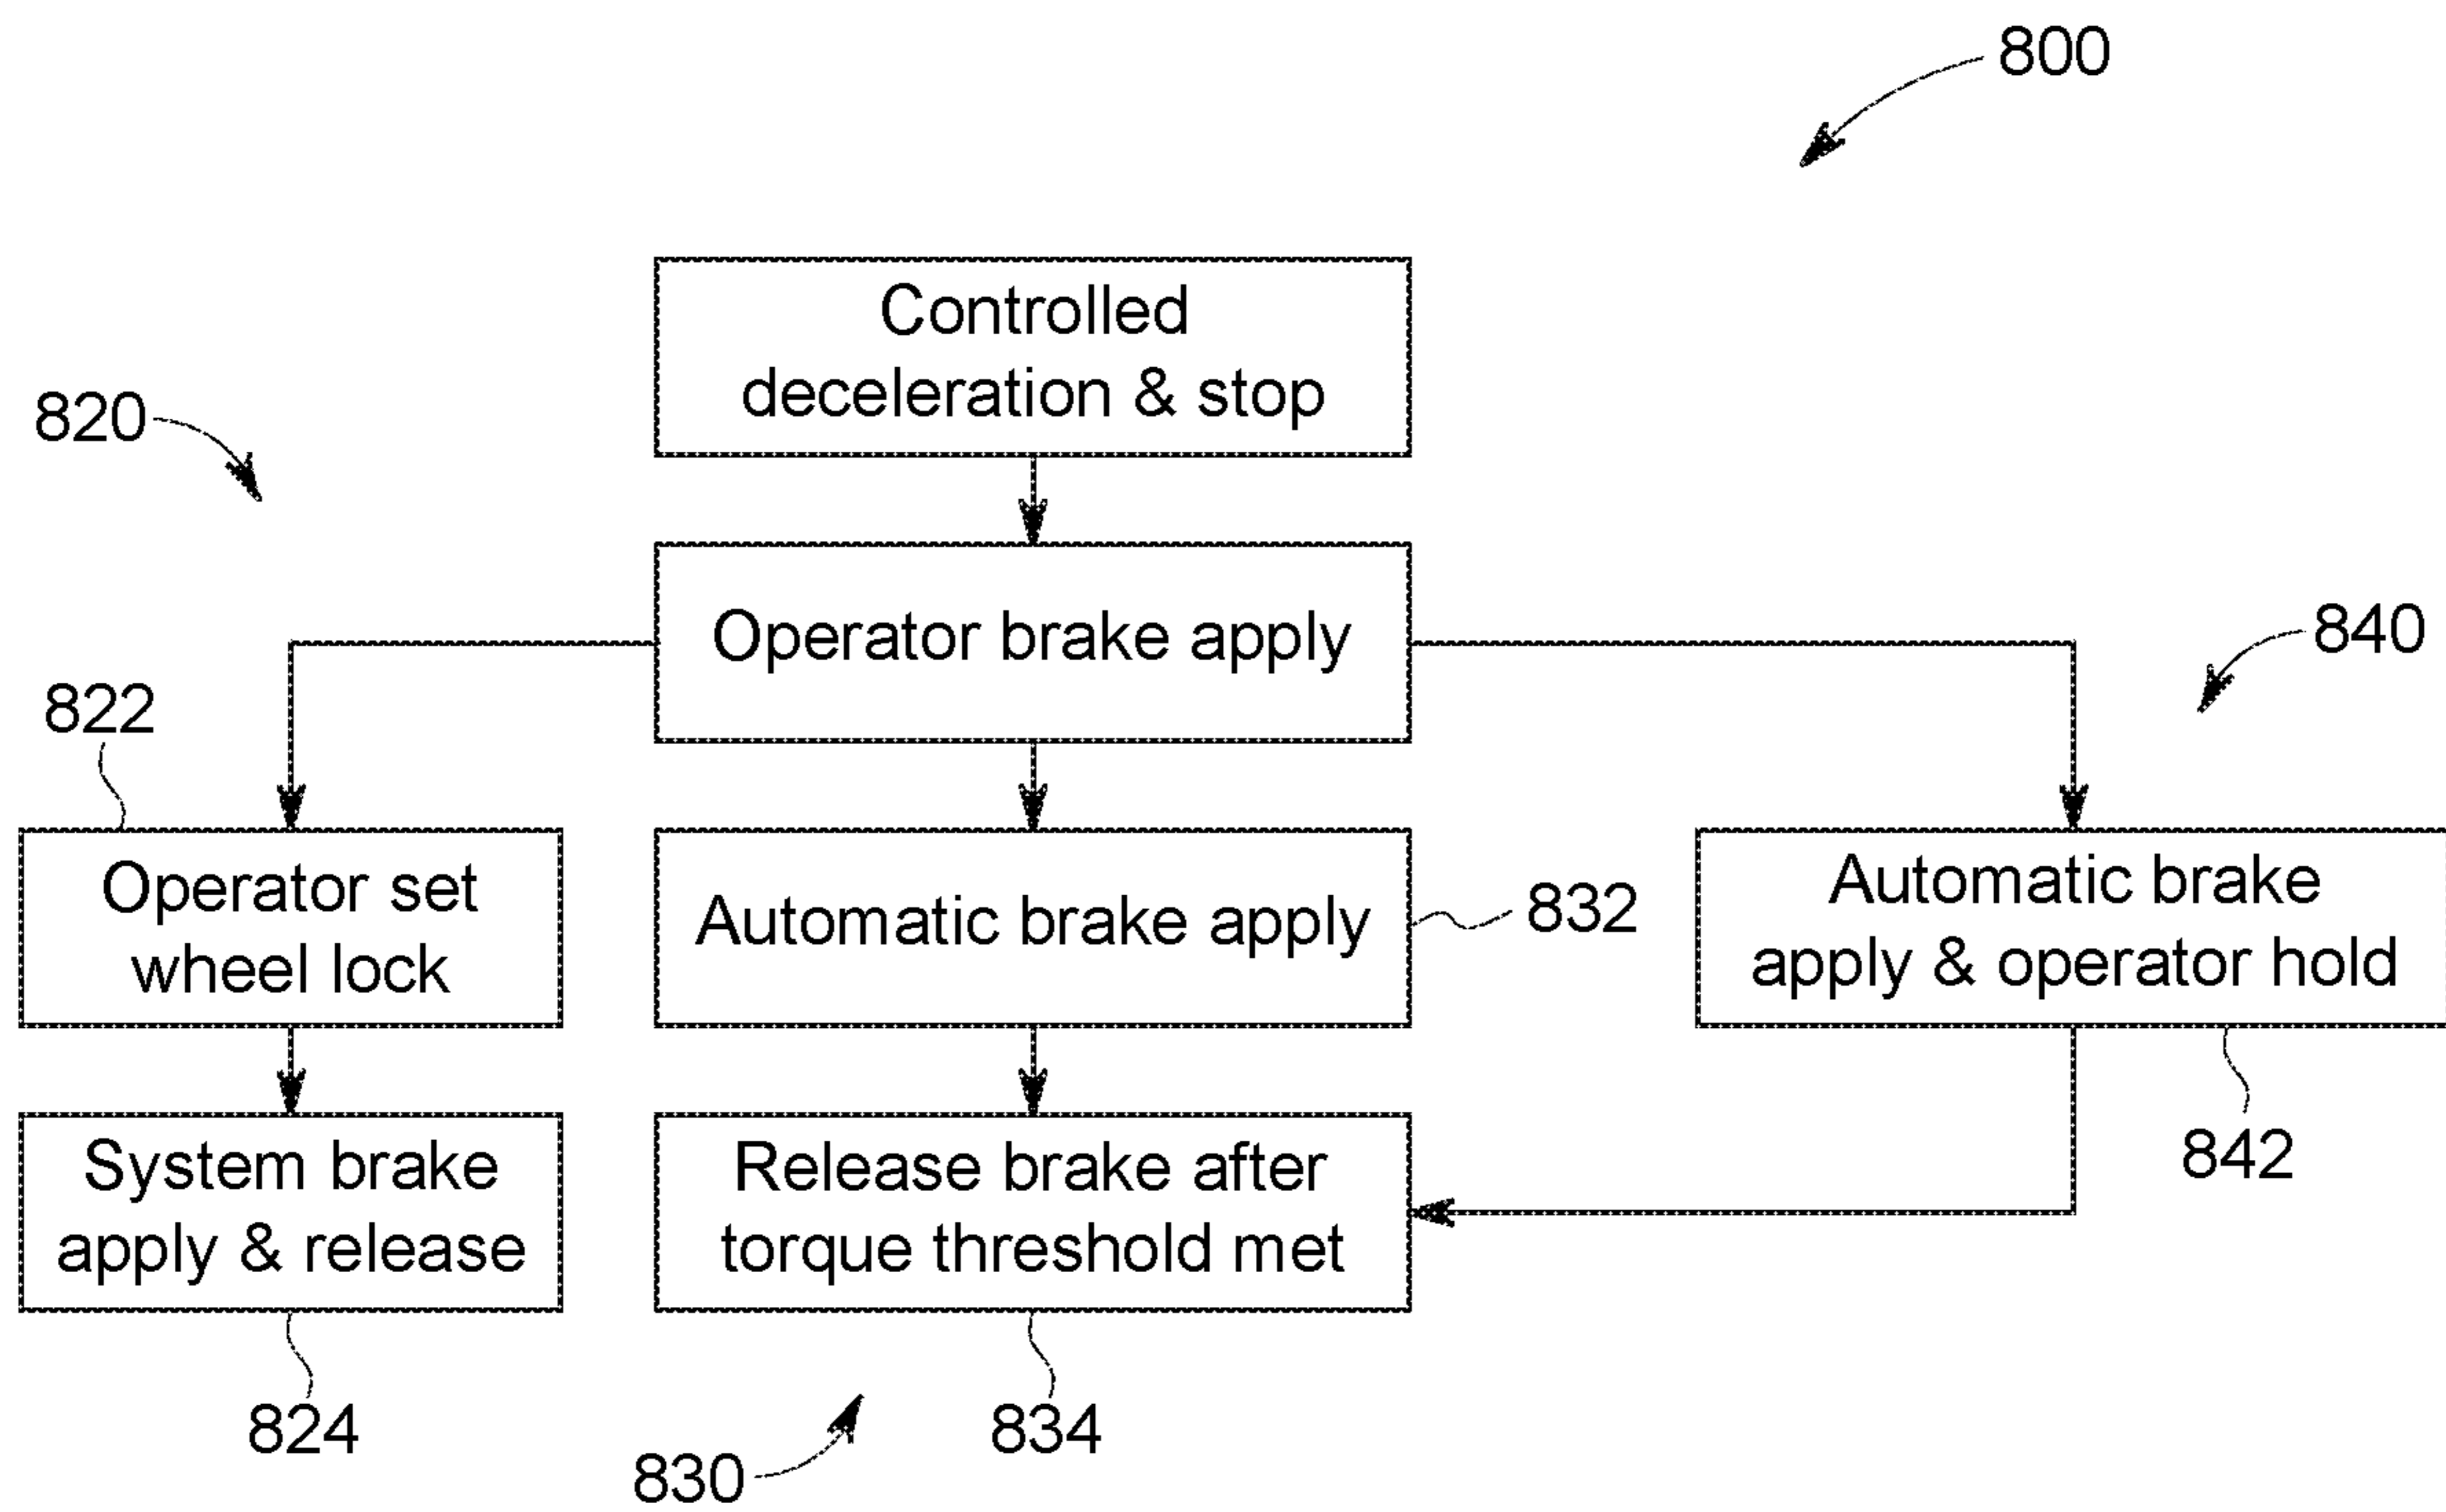 800
Controlled
deceleration & stop
820
Operator brake apply
840
822
Operator set
wheel lock
Automatic brake apply
832
Automatic brake
apply & operator hold
System brake
apply & release
Release brake after
torque threshold met
842
824
834
830